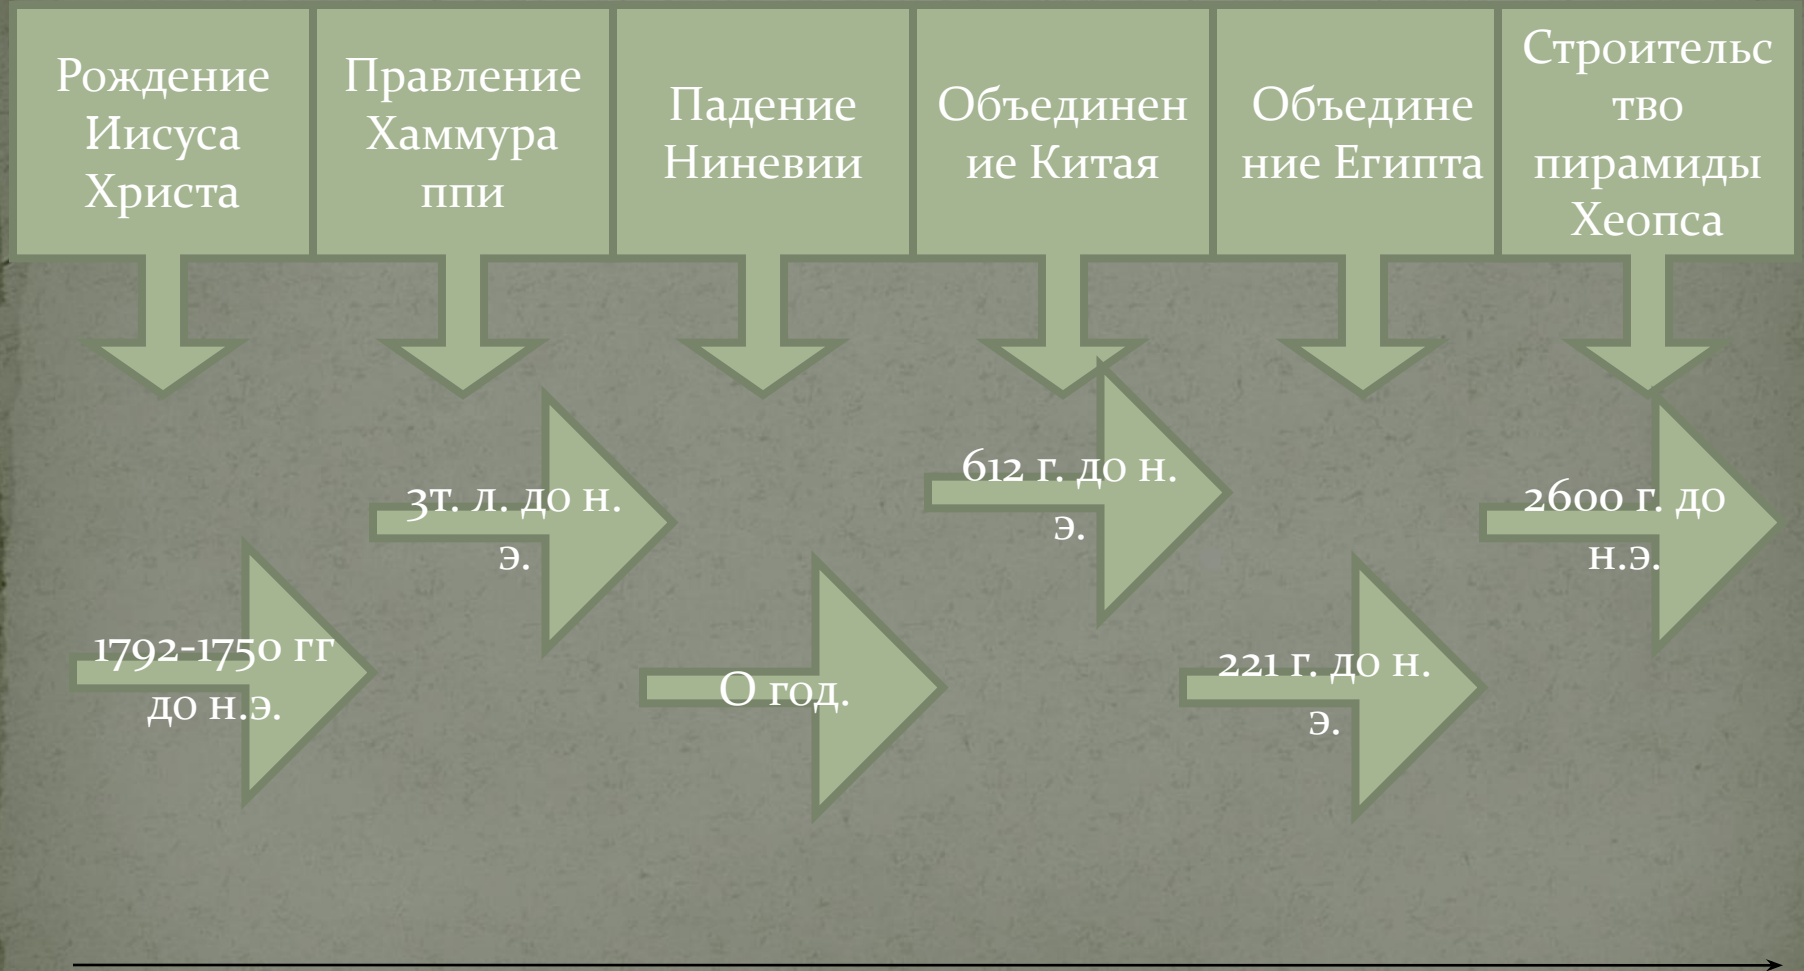 Рождение
Иисуса
Христа
Правление
Хаммура
ппи
Падение
Ниневии
Объединен
ие Китая
Объедине
ние Египта
Строительс
тво
пирамиды
Хеопса
612 г. до н.
э.
3т. л. до н.
э.
2600 г. до
н.э.
1792-1750 гг
до н.э.
О год.
221 г. до н.
э.